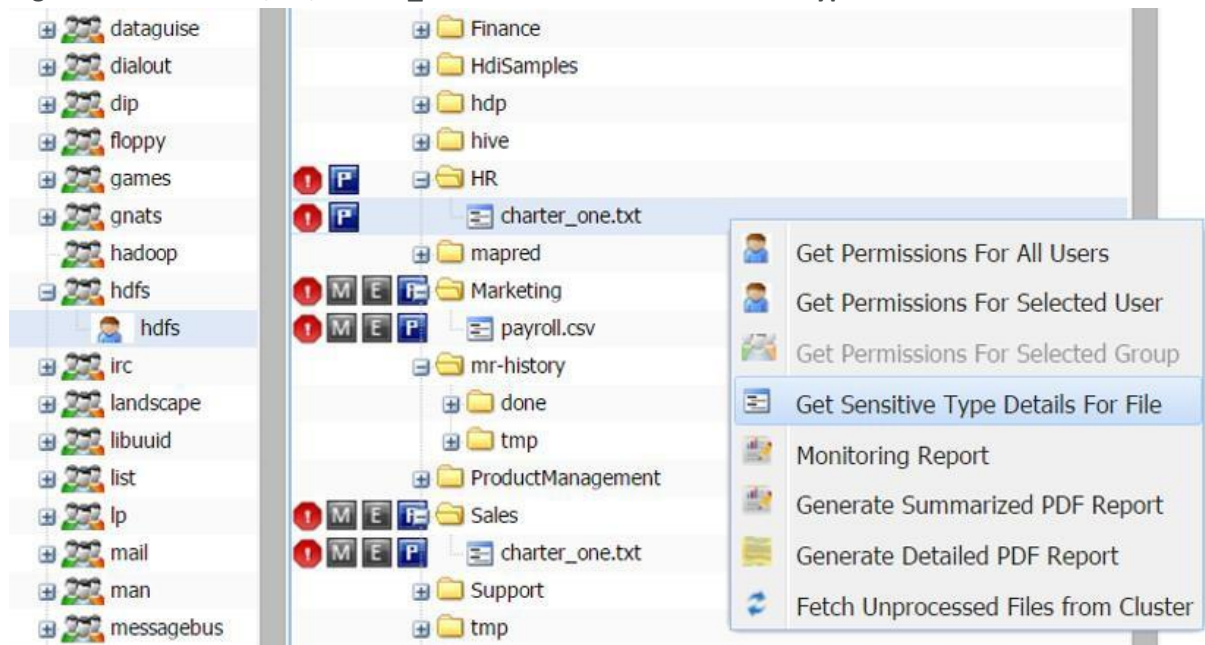 dataguise
dialout
dip
floppy
games
gnats
hadoop
hdfs
hdfs
irc
landscape
libuuid
list
lp
mail
man
messagebus
Finance
HdiSamples
hdp
hive
P HR
P charter_one.txt
mapred
M E P Marketing
M E P payroll.csv
mr-history
done
tmp
ProductManagement
M E P Sales
M E P charter_one.txt
Support
tmp
Get Permissions For All Users
Get Permissions For Selected User
Get Permissions For Selected Group
Get Sensitive Type Details For File
Monitoring Report
Generate Summarized PDF Report
Generate Detailed PDF Report
Fetch Unprocessed Files from Cluster